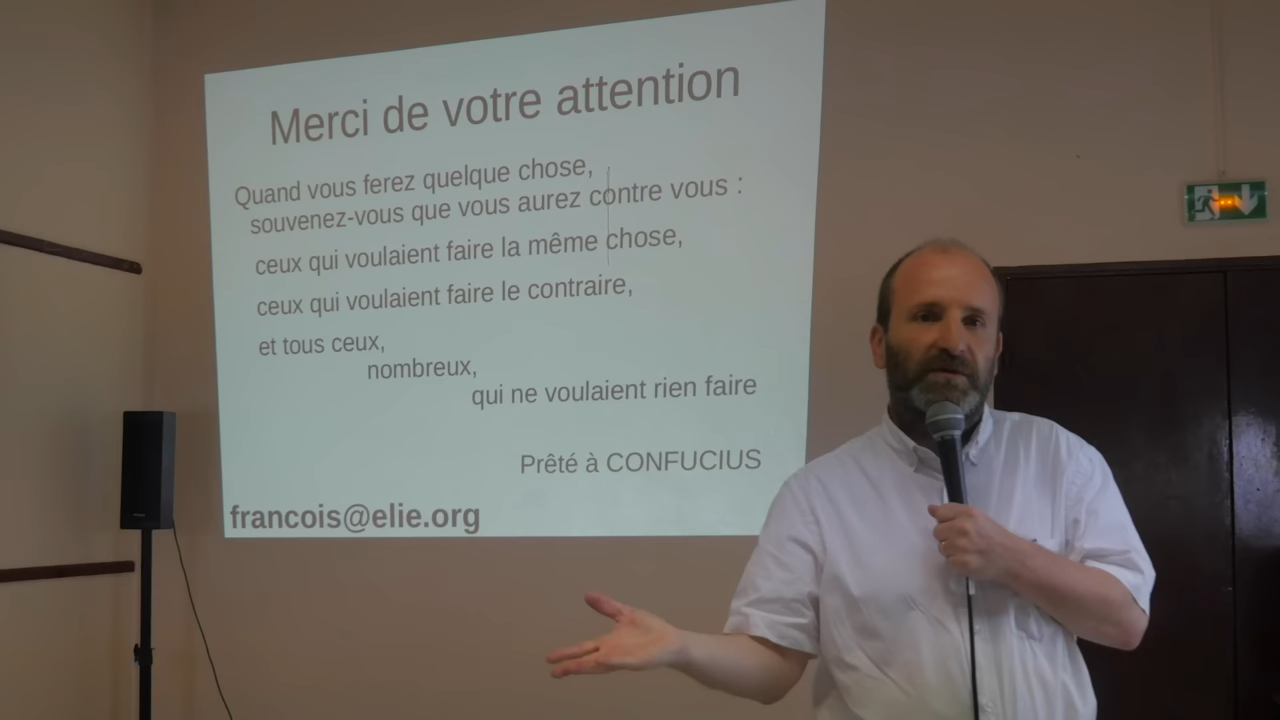 Merci de votre attention
Quand vous ferez quelque chose,
souvenez-vous que vous aurez contre vous :
ceux qui voulaient faire la même chose,
ceux qui voulaient faire le contraire,
et tous ceux,
nombreux,
qui ne voulaient rien faire
Prêté à CONFUCIUS
francois@elie.org